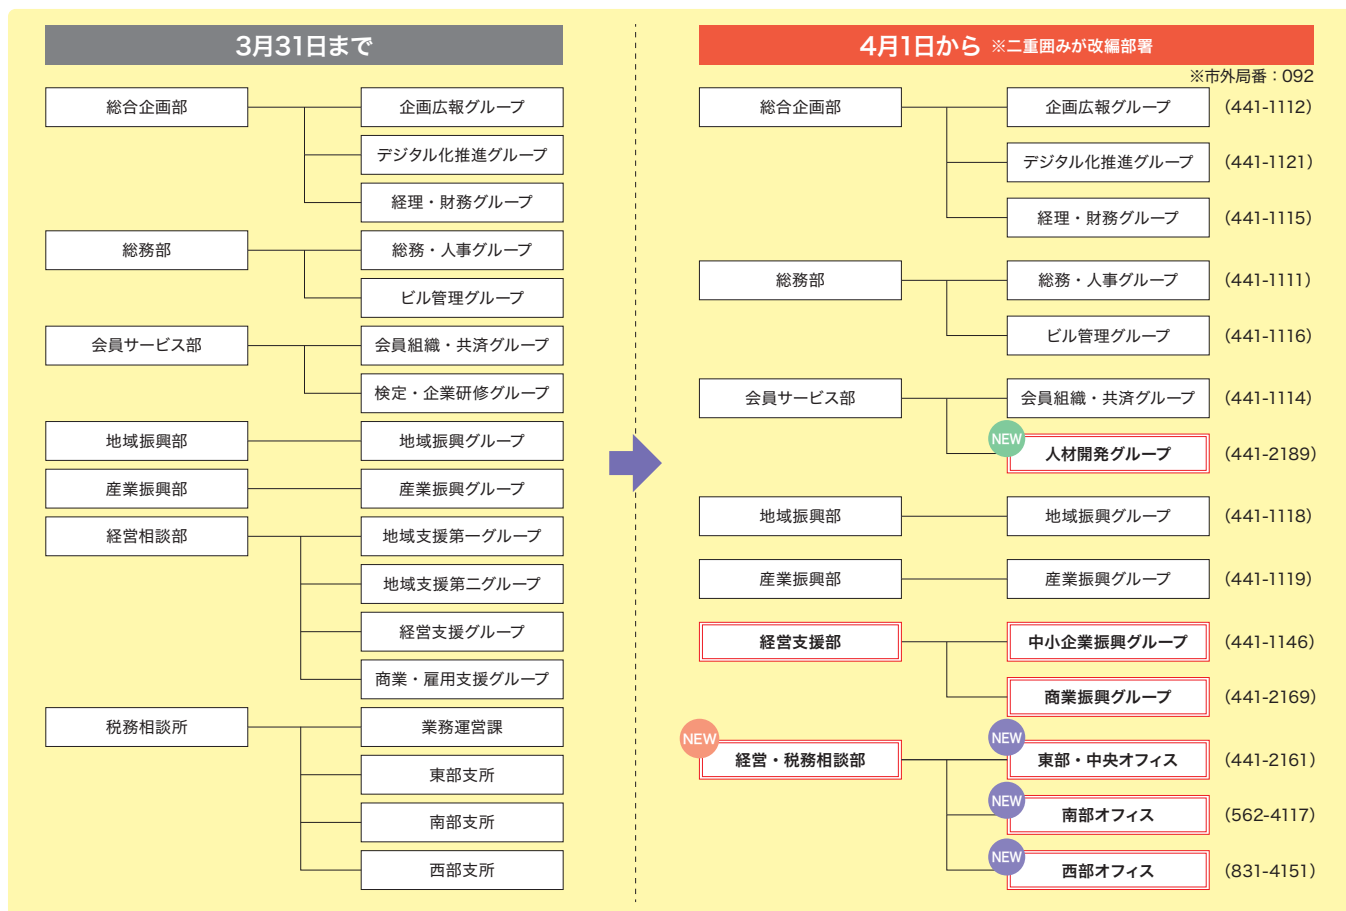 3月31日まで
総合企画部
企画広報グループ
デジタル化推進グループ
経理・財務グループ
総務部
総務・人事グループ
ビル管理グループ
会員サービス部
会員組織・共済グループ
検定・企業研修グループ
地域振興部
地域振興グループ
産業振興部
産業振興グループ
経営相談部
地域支援第一グループ
地域支援第二グループ
経営支援グループ
商業・雇用支援グループ
税務相談所
業務運営課
東部支所
南部支所
西部支所
4月1日から ※二重囲みが改編部署
※市外局番：092
総合企画部
企画広報グループ (441-1112)
デジタル化推進グループ (441-1121)
経理・財務グループ (441-1115)
総務部
総務・人事グループ (441-1111)
ビル管理グループ (441-1116)
会員サービス部
会員組織・共済グループ (441-1114)
NEW
人材開発グループ (441-2189)
地域振興部
地域振興グループ (441-1118)
産業振興部
産業振興グループ (441-1119)
経営支援部
中小企業振興グループ (441-1146)
商業振興グループ (441-2169)
NEW
経営・税務相談部
NEW
東部・中央オフィス (441-2161)
NEW
南部オフィス (562-4117)
NEW
西部オフィス (831-4151)